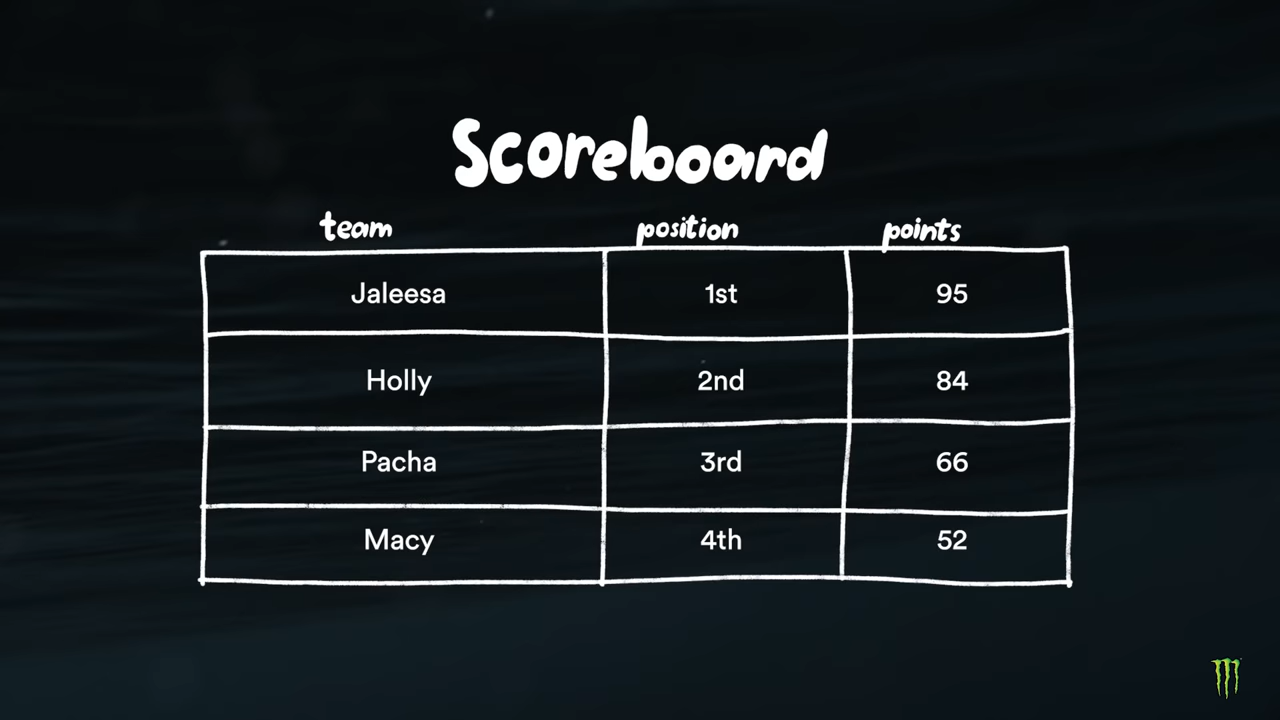 Scoreboard
team position points
Jaleesa 1st 95
Holly 2nd 84
Pacha 3rd 66
Macy 4th 52